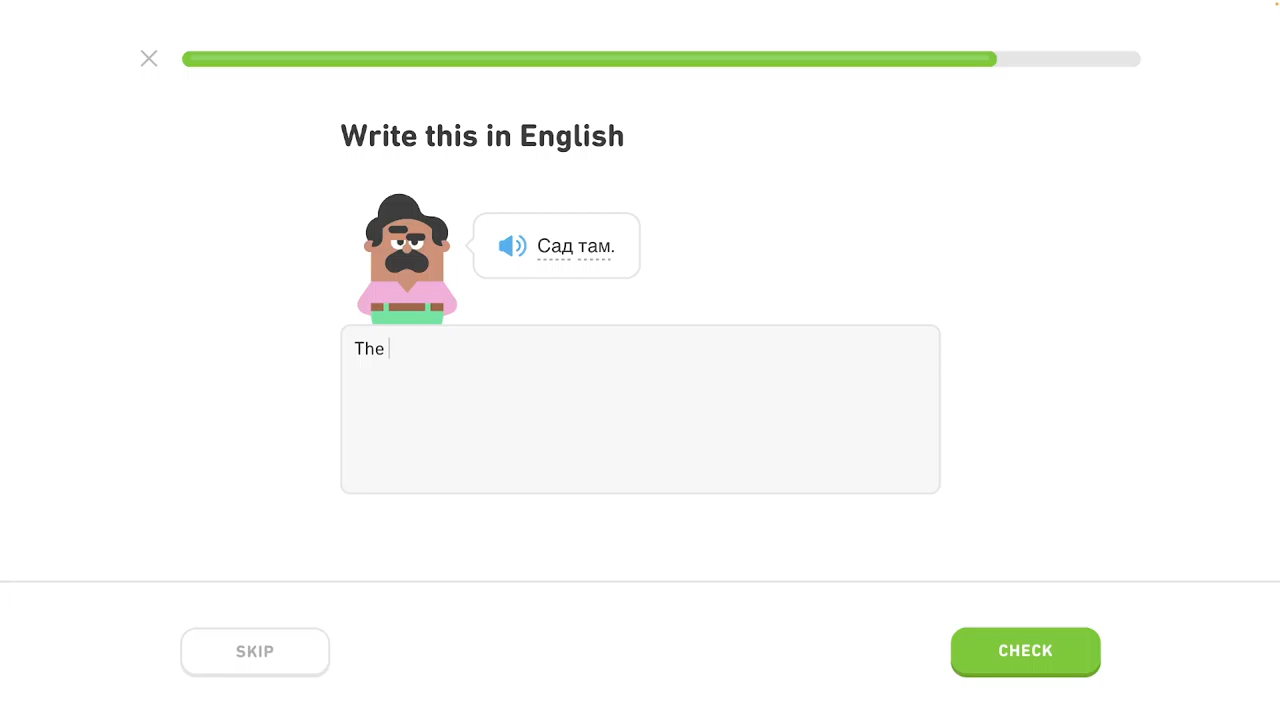 Write this in English
Сад там.
The
SKIP
CHECK